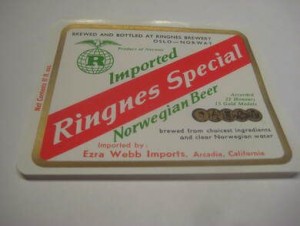 BREWED AND BOTTLED AT RINGNES BREWERY
OSLO—NORWAY
Product of Norway
R
Imported
Ringnes Special
Norwegian Beer
Awarded
brewed from choicest ingredients
and clear Norwegian water
Imported by:
Ezra Webb Imports, Arcadia, California